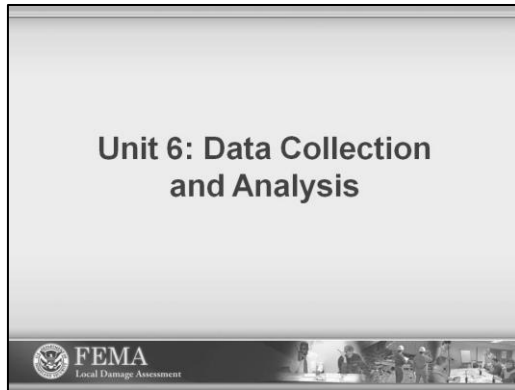 Unit 6: Data Collection
and Analysis
FEMA
Local Damage Assessment